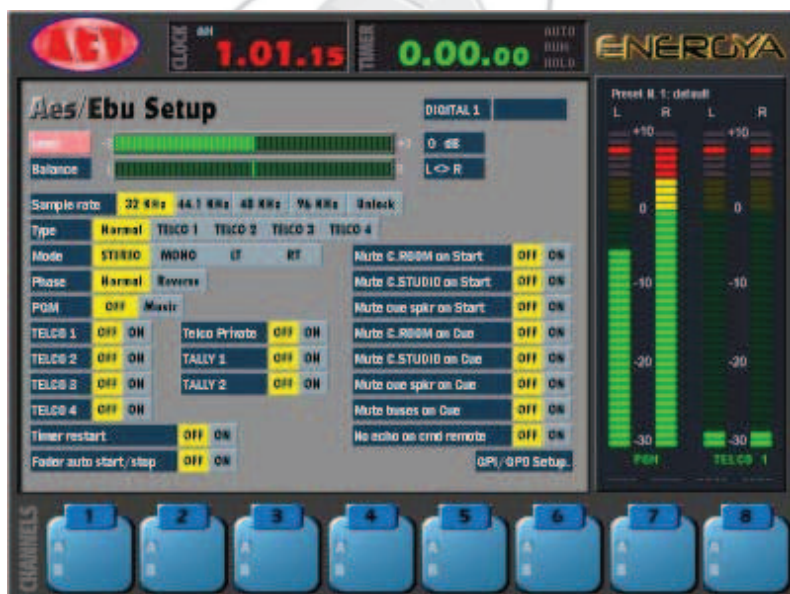 AEV
CLOCK AM 1.01.15 TIMER 0.00.00 AUTO RUN HOLD
ENERGYA
Aes/Ebu Setup DIGITAL 1
Level 0 dB
Balance L R L<>R
Sample rate 32 KHz 44.1 KHz 48 KHz 96 KHz Unlock
Type Normal TELCO 1 TELCO 2 TELCO 3 TELCO 4
Mode STEREO MONO LT RT Mute C.ROOM on Start OFF ON
Phase Normal Reverse Mute C.STUDIO on Start OFF ON
PGM OFF Music Mute cue spkr on Start OFF ON
TELCO 1 OFF ON Telco Private OFF ON Mute C.ROOM on Cue OFF ON
TELCO 2 OFF ON TALLY 1 OFF ON Mute C.STUDIO on Cue OFF ON
TELCO 3 OFF ON TALLY 2 OFF ON Mute cue spkr on Cue OFF ON
TELCO 4 OFF ON Mute buses on Cue OFF ON
Timer restart OFF ON No echo on cmd remote OFF ON
Fader auto start/stop OFF ON GPI/GPO Setup..
Preset N. 1: default
L R L R
+10 +10
0 0
-10 -10
-20 -20
-30 -30
PGM TELCO 1
CHANNELS
1 2 3 4 5 6 7 8
A A A A A A A A
B B B B B B B B